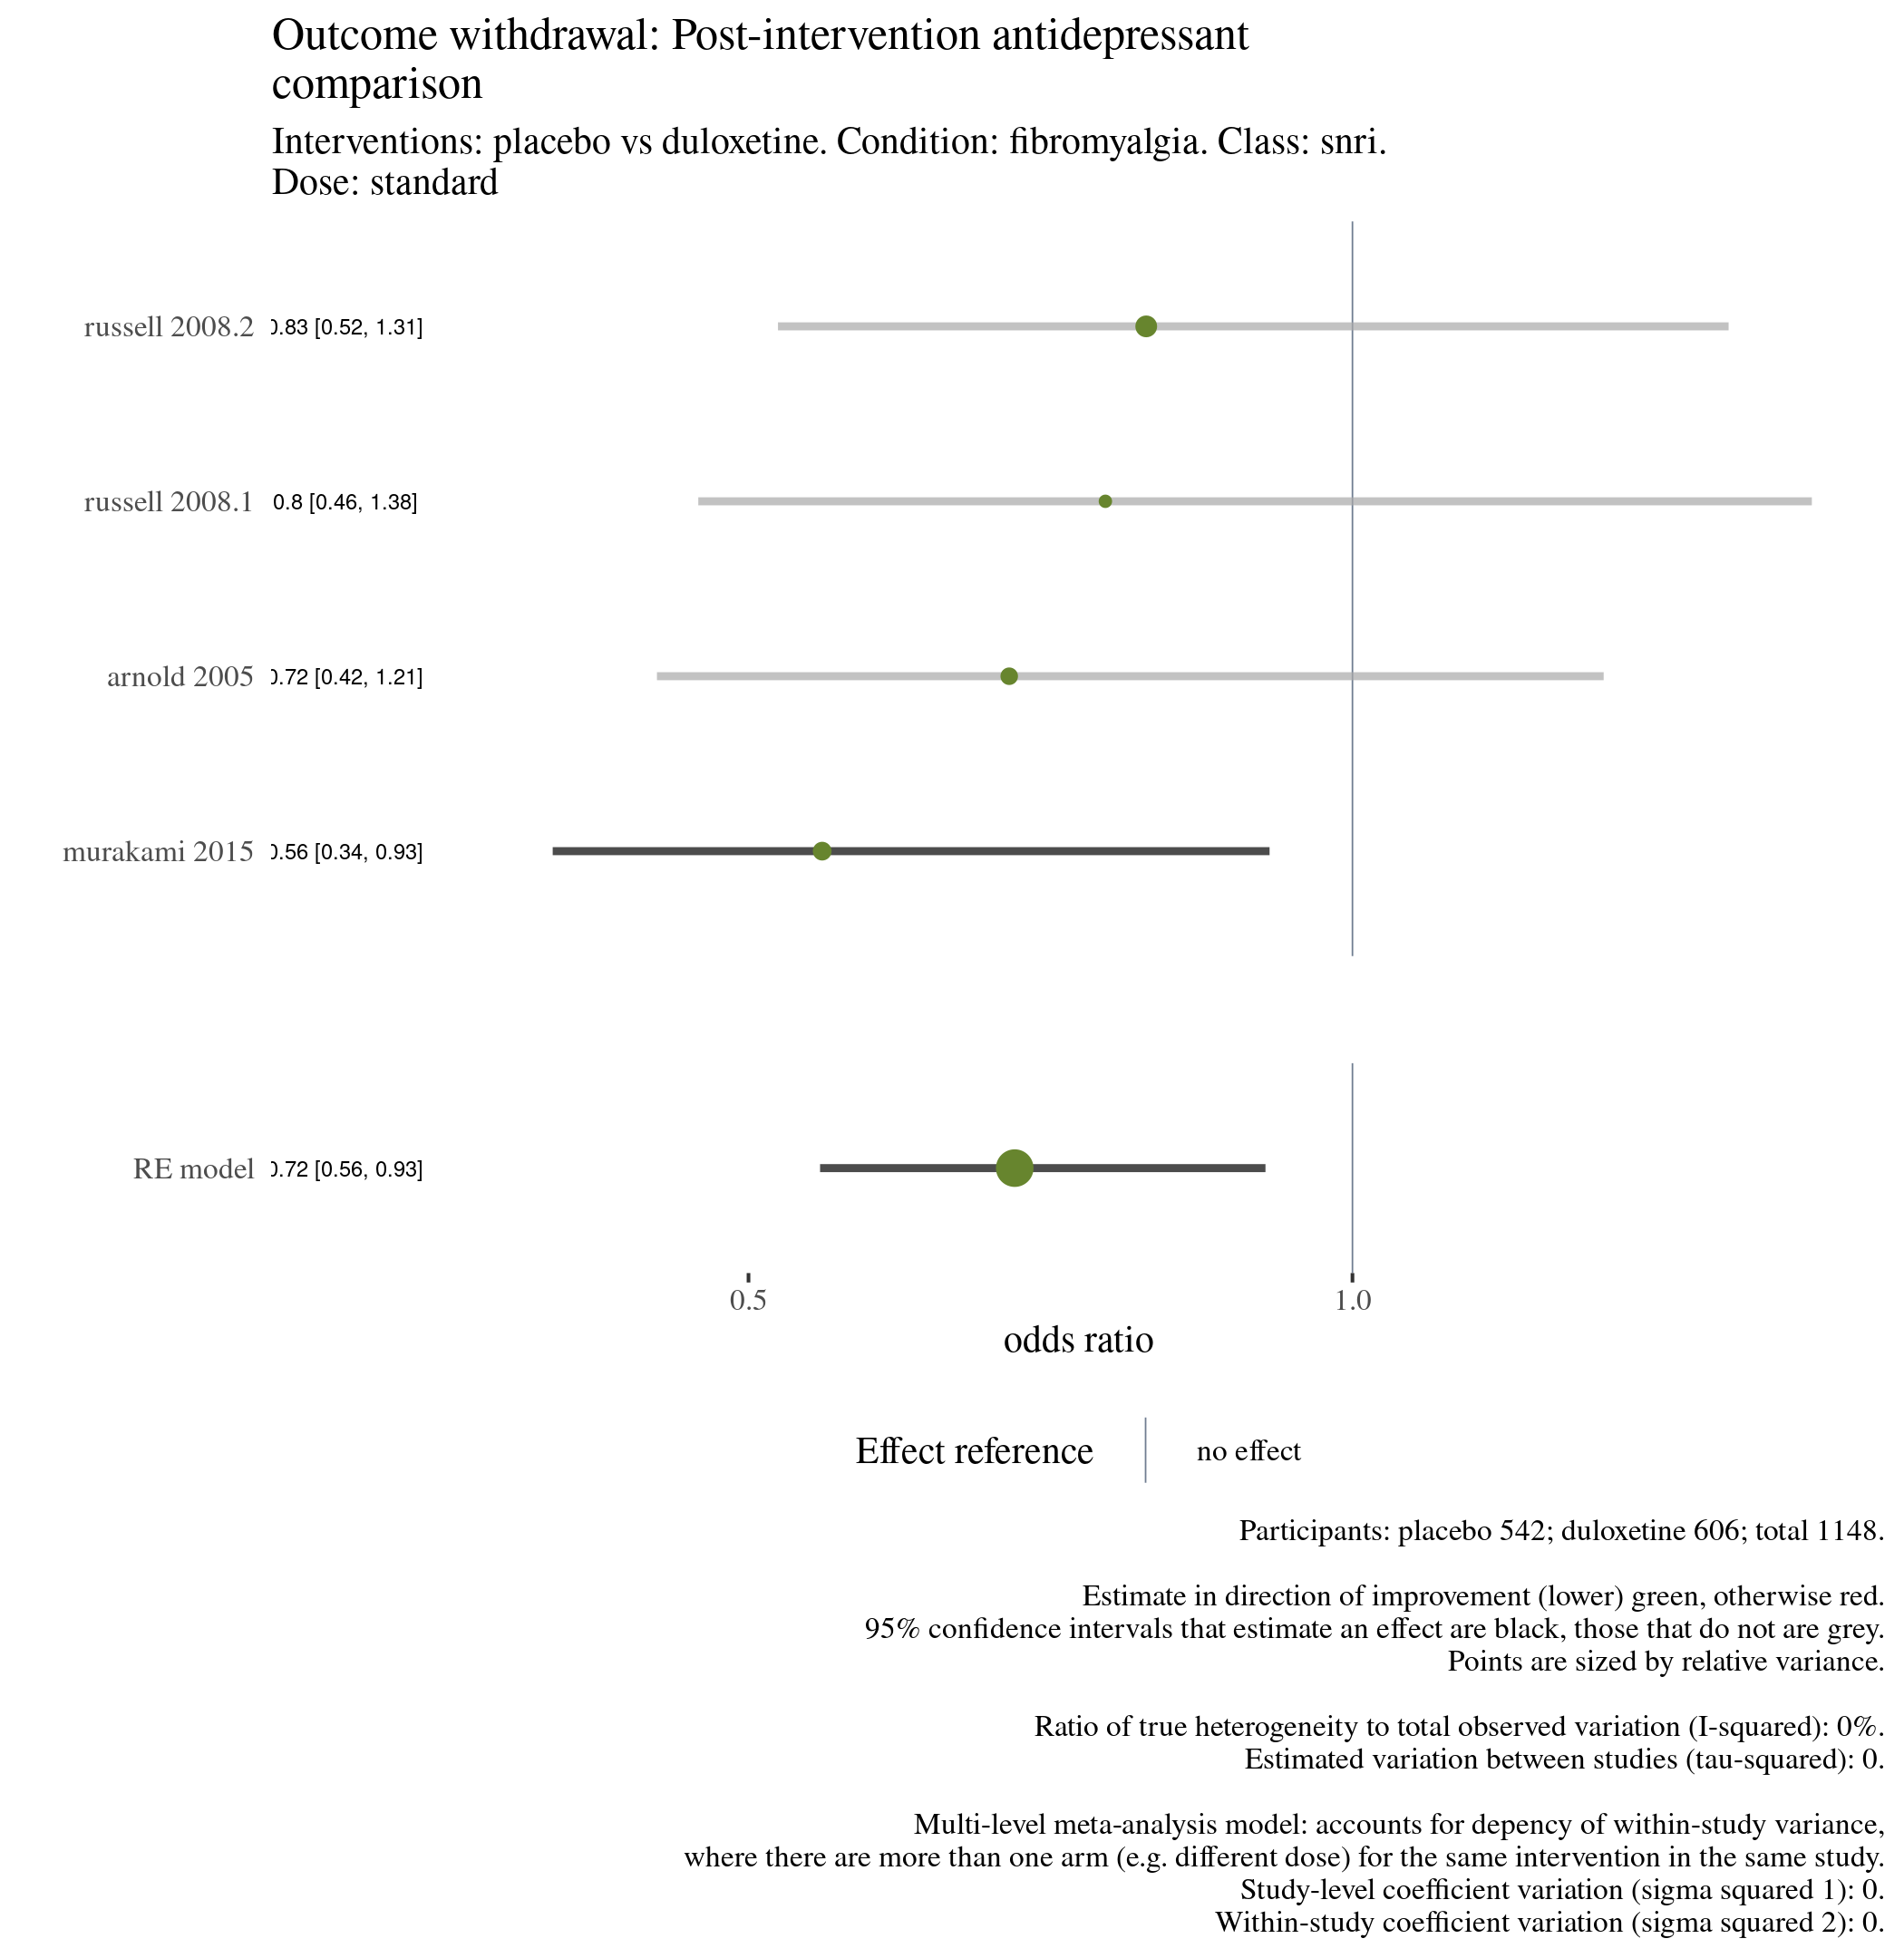 Outcome withdrawal: Post-intervention antidepressant
comparison
Interventions: placebo vs duloxetine. Condition: fibromyalgia. Class: snri.
Dose: standard
russell 2008.2 0.83 [0.52, 1.31]
russell 2008.1 0.8 [0.46, 1.38]
arnold 2005 0.72 [0.42, 1.21]
murakami 2015 0.56 [0.34, 0.93]
RE model 0.72 [0.56, 0.93]
0.5 1.0
odds ratio
Effect reference no effect
Participants: placebo 542; duloxetine 606; total 1148.
Estimate in direction of improvement (lower) green, otherwise red.
95% confidence intervals that estimate an effect are black, those that do not are grey.
Points are sized by relative variance.
Ratio of true heterogeneity to total observed variation (I-squared): 0%.
Estimated variation between studies (tau-squared): 0.
Multi-level meta-analysis model: accounts for depency of within-study variance,
where there are more than one arm (e.g. different dose) for the same intervention in the same study.
Study-level coefficient variation (sigma squared 1): 0.
Within-study coefficient variation (sigma squared 2): 0.